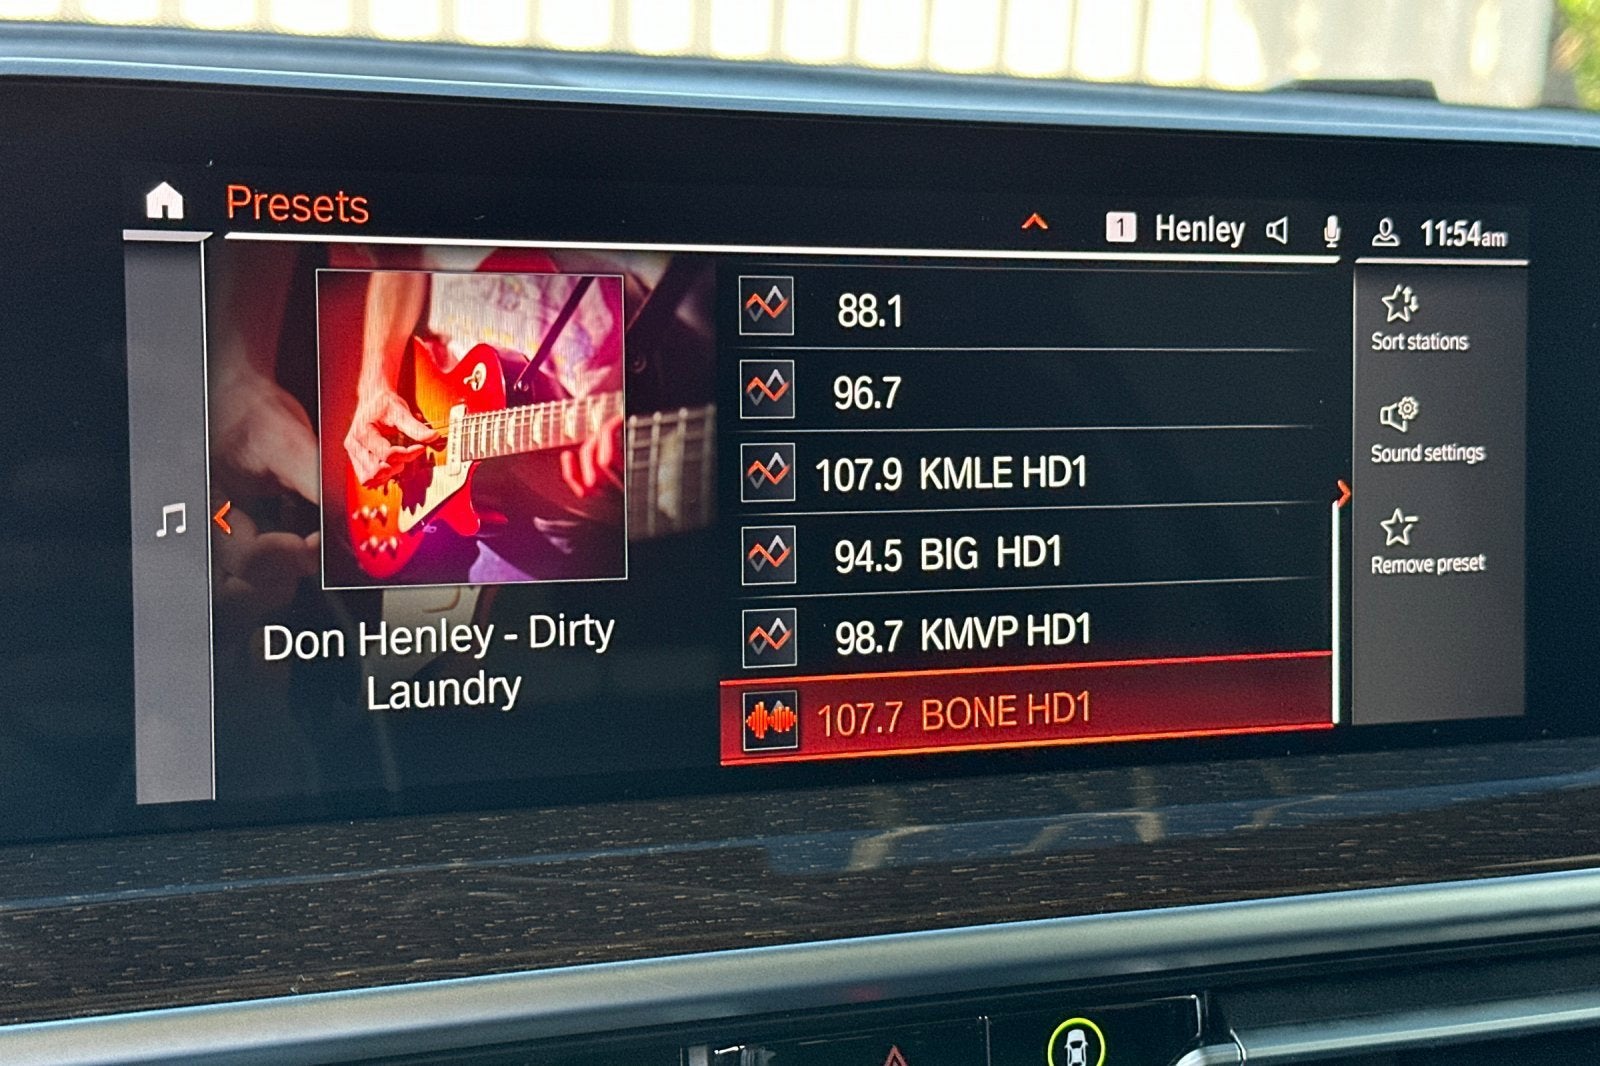 Presets
1 Henley 11:54am
Don Henley - Dirty
Laundry
88.1
96.7
107.9 KMLE HD1
94.5 BIG HD1
98.7 KMVP HD1
107.7 BONE HD1
Sort stations
Sound settings
Remove preset